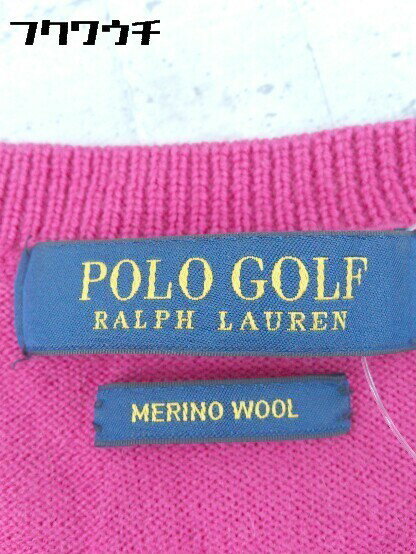 フクワウチ
POLO GOLF
RALPH LAUREN
MERINO WOOL